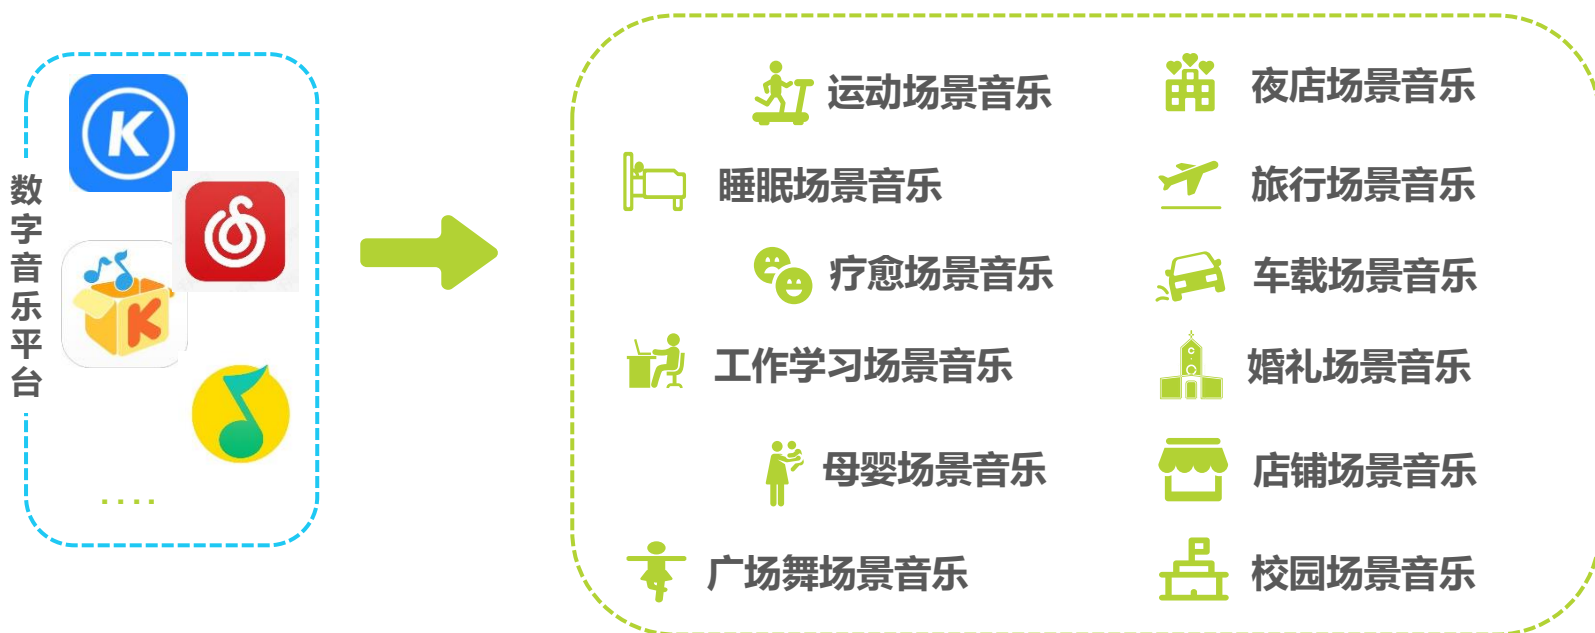 数字音乐平台
K
K
....
运动场景音乐
睡眠场景音乐
疗愈场景音乐
工作学习场景音乐
母婴场景音乐
广场舞场景音乐
夜店场景音乐
旅行场景音乐
车载场景音乐
婚礼场景音乐
店铺场景音乐
校园场景音乐